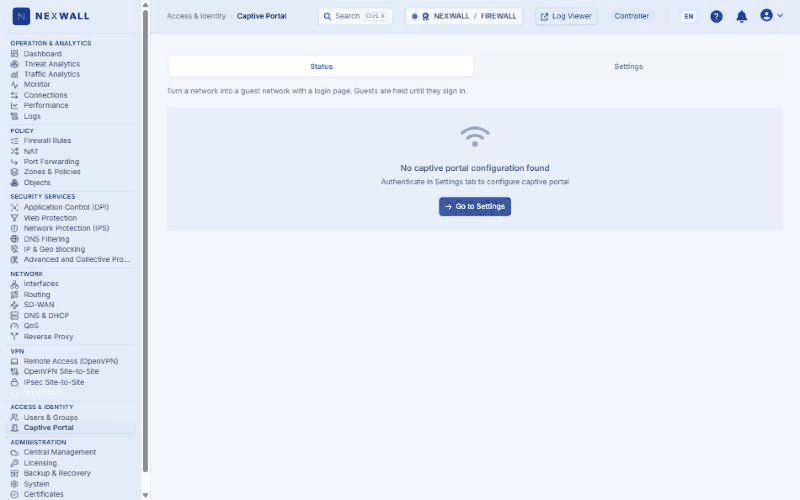 NEXWALL
Access & Identity
Captive Portal
Search Ctrl K
NEXWALL / FIREWALL
Log Viewer
Controller
EN
OPERATION & ANALYTICS
Dashboard
Threat Analytics
Traffic Analytics
Monitor
Connections
Performance
Logs
POLICY
Firewall Rules
NAT
Port Forwarding
Zones & Policies
Objects
SECURITY SERVICES
Application Control (DPI)
Web Protection
Network Protection (IPS)
DNS Filtering
IP & Geo Blocking
Advanced and Collective Pro...
NETWORK
Interfaces
Routing
SD-WAN
DNS & DHCP
QoS
Reverse Proxy
VPN
Remote Access (OpenVPN)
OpenVPN Site-to-Site
IPsec Site-to-Site
ACCESS & IDENTITY
Users & Groups
Captive Portal
ADMINISTRATION
Central Management
Licensing
Backup & Recovery
System
Certificates
Status
Settings
Turn a network into a guest network with a login page. Guests are held until they sign in.
No captive portal configuration found
Authenticate in Settings tab to configure captive portal
→ Go to Settings